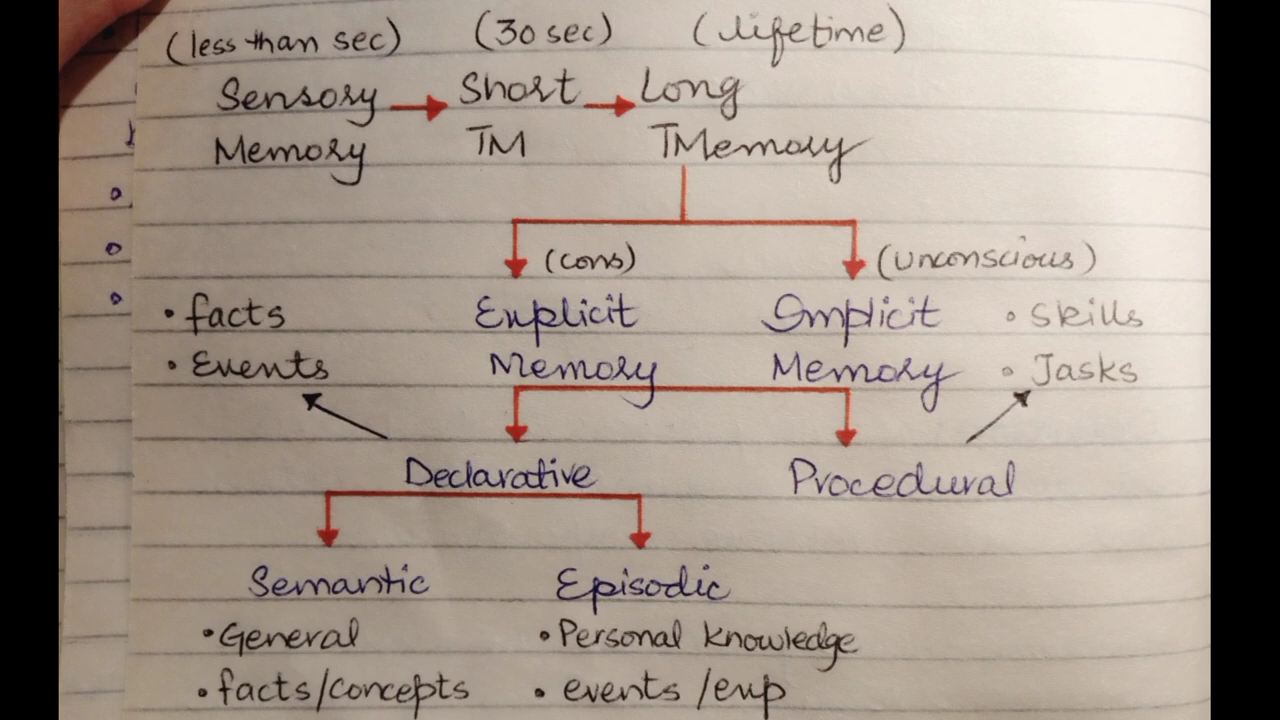 (less than sec) (30 sec) (lifetime)
Sensory → Short → Long
Memory TM TMemory
(cons) (unconscious)
• facts Explicit Implicit • Skills
• Events Memory Memory • Tasks
Declarative Procedural
Semantic Episodic
• General • Personal knowledge
• facts/concepts • events/exp